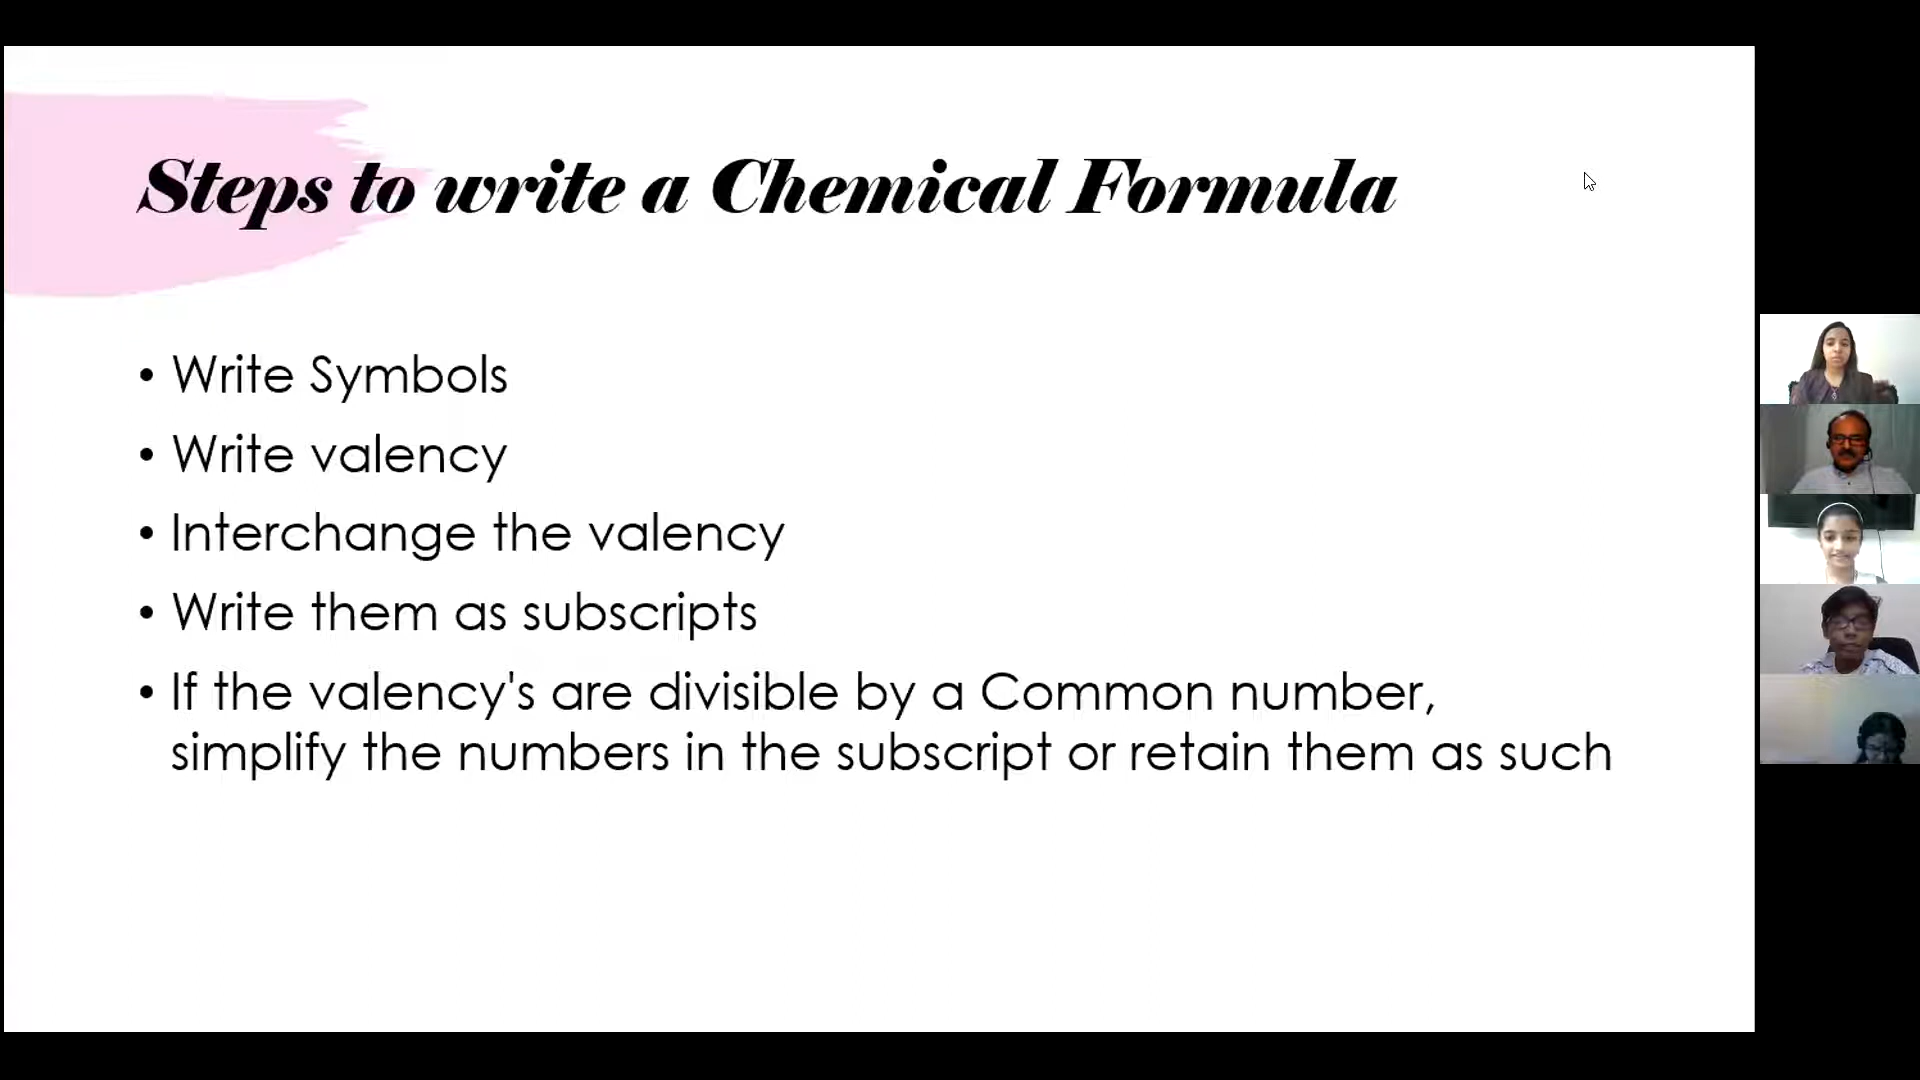 Steps to write a Chemical Formula
• Write Symbols
• Write valency
• Interchange the valency
• Write them as subscripts
• If the valency's are divisible by a Common number,
simplify the numbers in the subscript or retain them as such